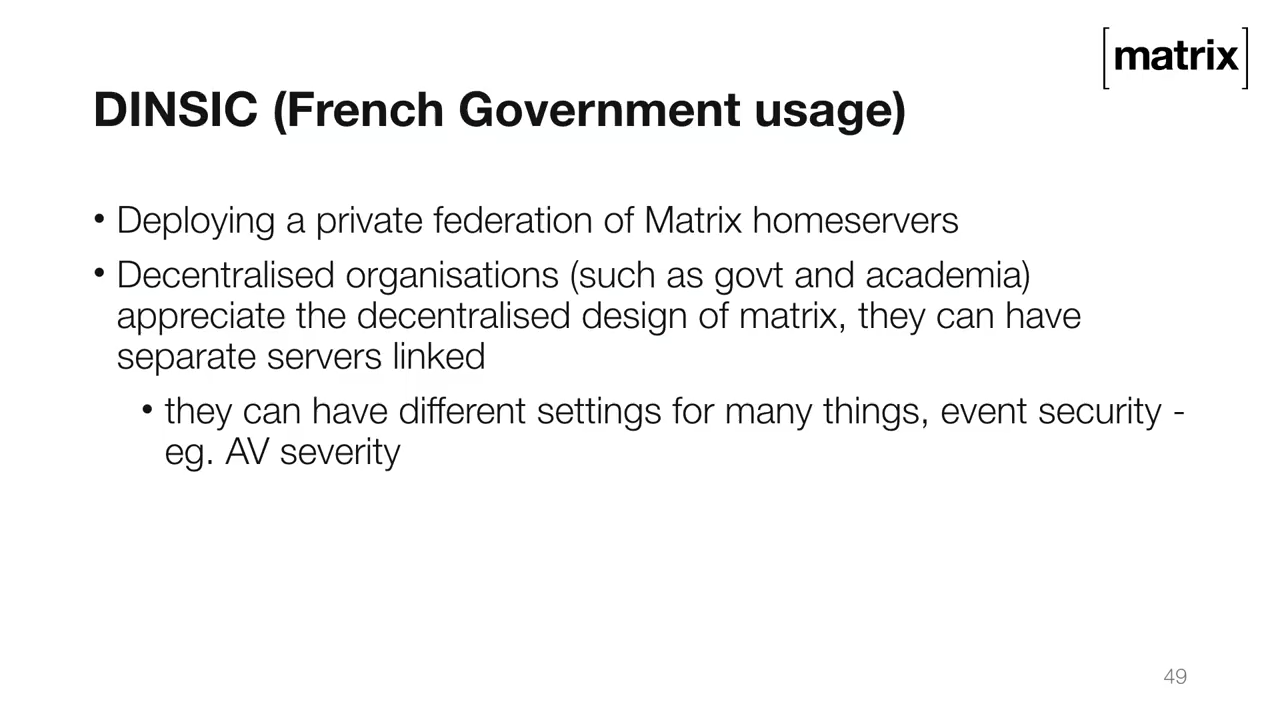 [matrix]
DINSIC (French Government usage)
• Deploying a private federation of Matrix homeservers
• Decentralised organisations (such as govt and academia)
appreciate the decentralised design of matrix, they can have
separate servers linked
• they can have different settings for many things, event security -
eg. AV severity
49